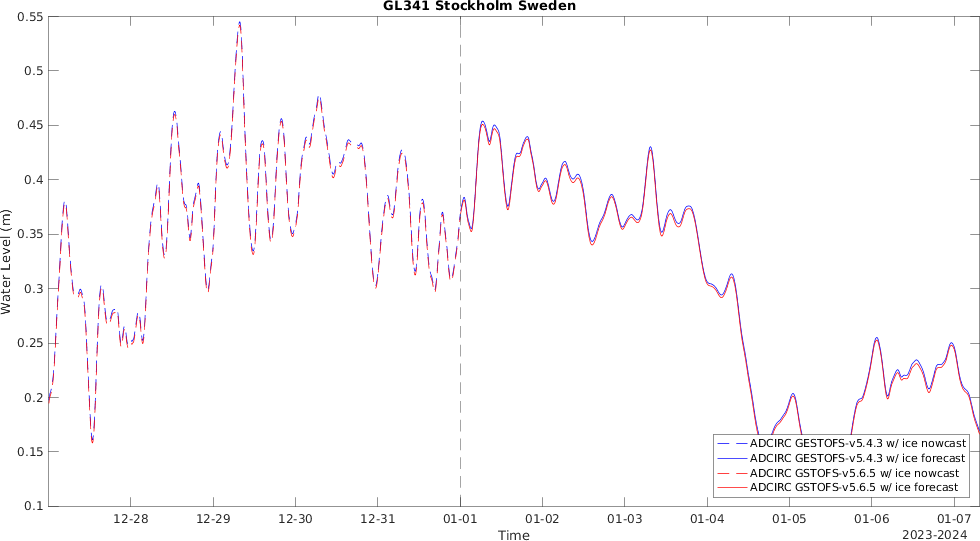 GL341 Stockholm Sweden
0.55
0.5
0.45
0.4
0.35
0.3
0.25
0.2
0.15
0.1
Water Level (m)
ADCIRC GESTOFS-v5.4.3 w/ ice nowcast
ADCIRC GESTOFS-v5.4.3 w/ ice forecast
ADCIRC GSTOFS-v5.6.5 w/ ice nowcast
ADCIRC GSTOFS-v5.6.5 w/ ice forecast
12-28 12-29 12-30 12-31 01-01 01-02 01-03 01-04 01-05 01-06 01-07
Time
2023-2024